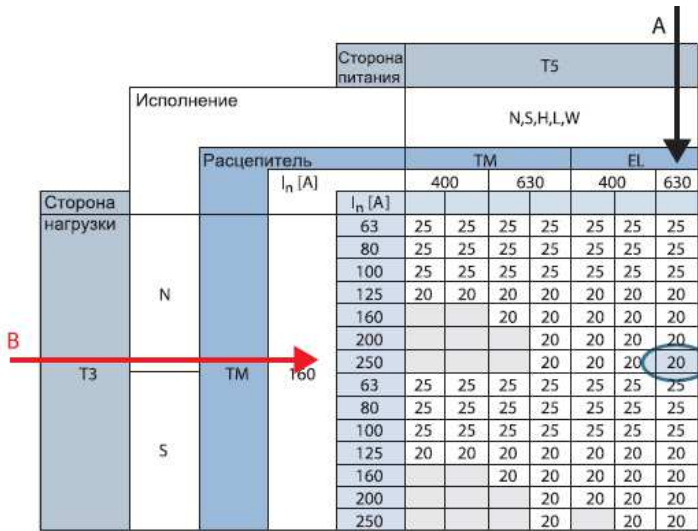 A
Сторона питания T5
Исполнение N,S,H,L,W
Расцепитель TM EL
In [A] 400 630 400 630
Сторона нагрузки In [A]
63 25 25 25 25 25 25 25
80 25 25 25 25 25 25 25
100 25 25 25 25 25 25 25
N 125 20 20 20 20 20 20 20
160 20 20 20 20 20
200 20 20 20 20
B
250 20 20 20 20
T3 TM 160
63 25 25 25 25 25 25 25
80 25 25 25 25 25 25 25
100 25 25 25 25 25 25 25
S 125 20 20 20 20 20 20 20
160 20 20 20 20 20
200 20 20 20 20
250 20 20 20